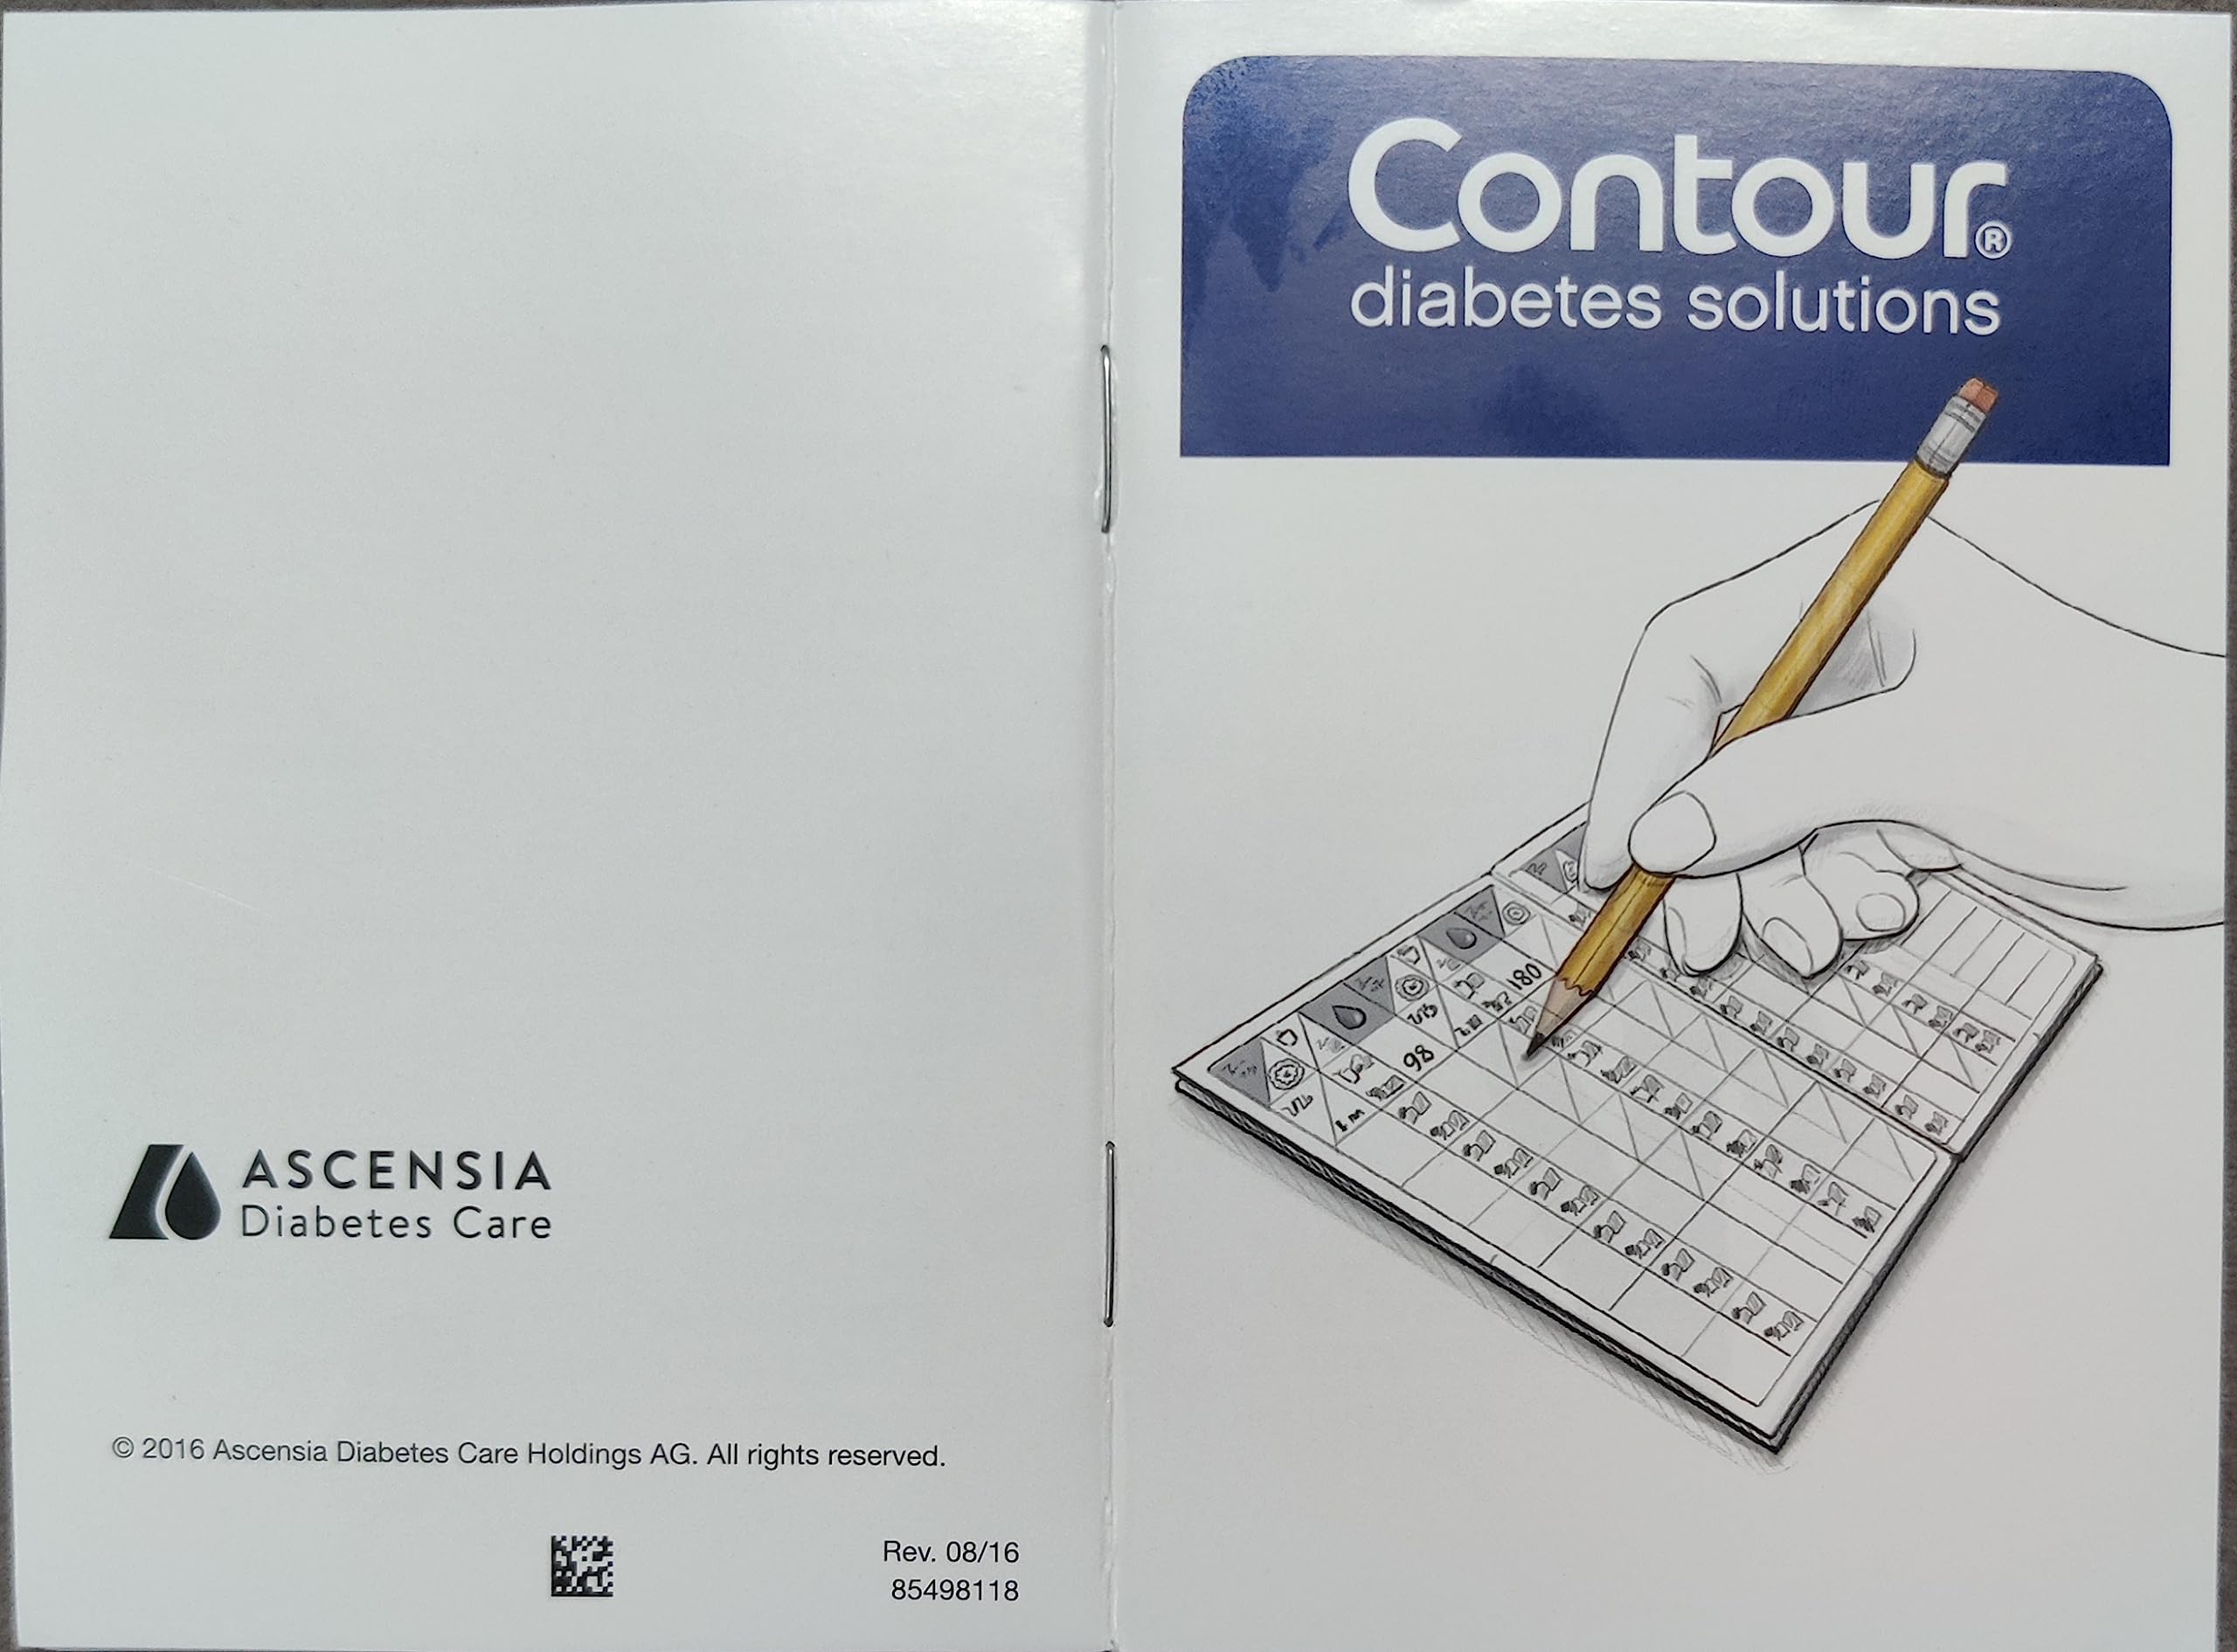 ASCENSIA
Diabetes Care
© 2016 Ascensia Diabetes Care Holdings AG. All rights reserved.
Rev. 08/16
85498118
Contour®
diabetes solutions
180
98